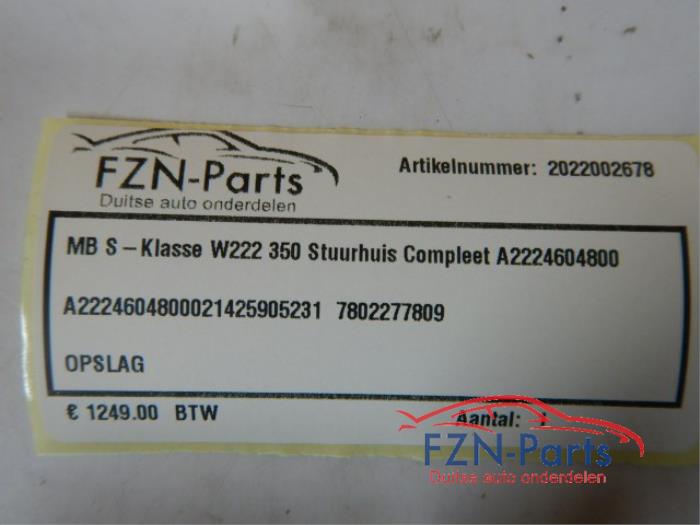 FZN-Parts
Duitse auto onderdelen
Artikelnummer: 2022002678
MB S-Klasse W222 350 Stuurhuis Compleet A2224604800
A2224604800021425905231 7802277809
OPSLAG
€ 1249.00 BTW
Aantal: 1
FZN-Parts
Duitse auto onderdelen